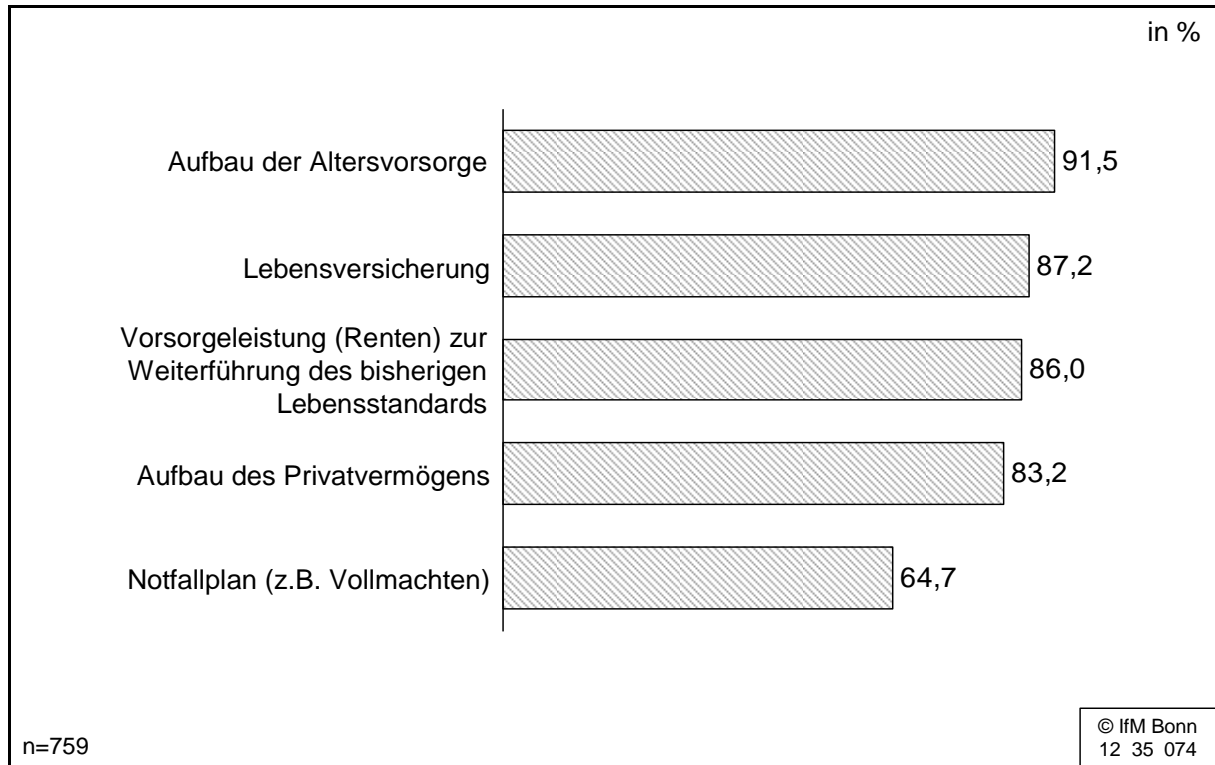 in %
Aufbau der Altersvorsorge
91,5
Lebensversicherung
87,2
Vorsorgeleistung (Renten) zur
Weiterführung des bisherigen
Lebensstandards
86,0
Aufbau des Privatvermögens
83,2
Notfallplan (z.B. Vollmachten)
64,7
n=759
© IfM Bonn
12 35 074